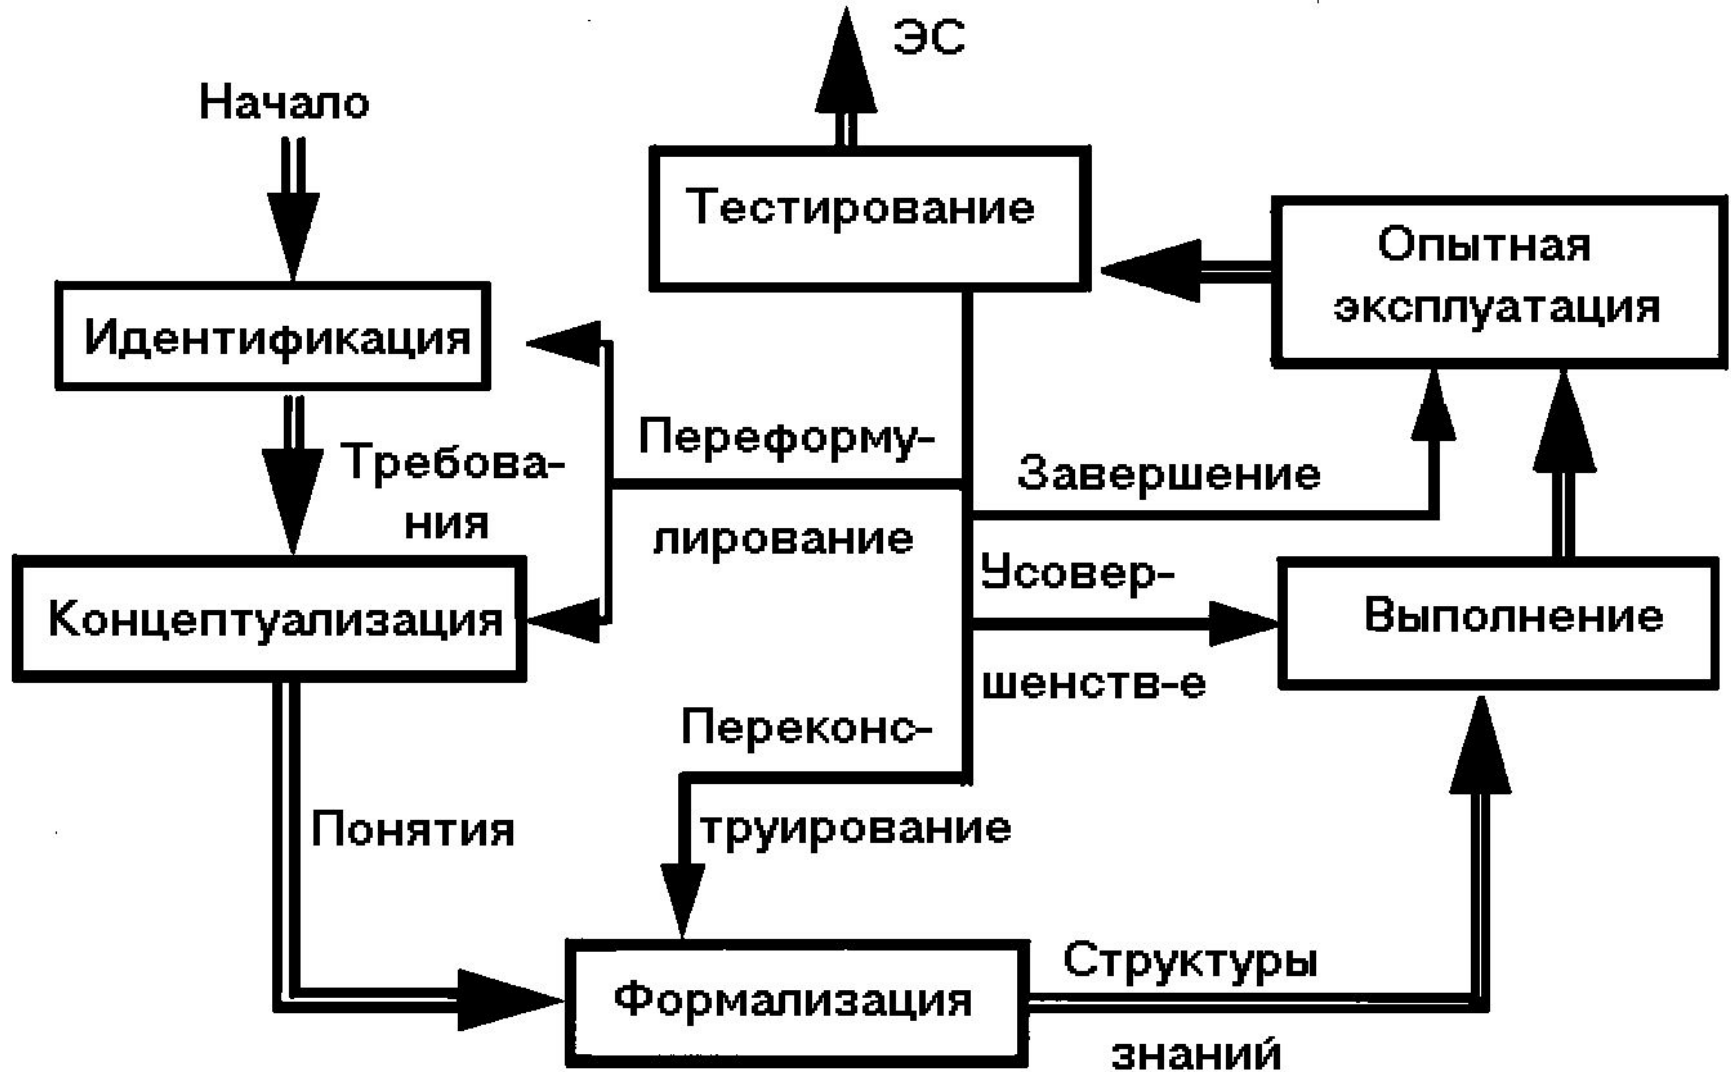 ЭС
Начало
Тестирование
Опытная
эксплуатация
Идентификация
Переформу-
лирование
Требова-
ния
Завершение
Усовер-
шенств-е
Выполнение
Концептуализация
Переконс-
труирование
Понятия
Формализация
Структуры
знаний